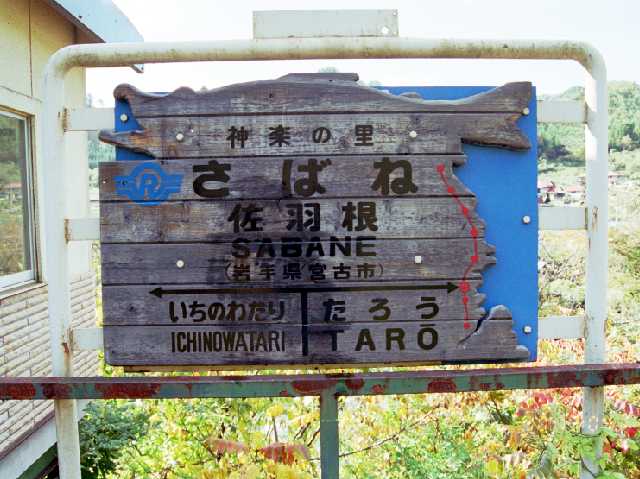 神楽の里
さばね
佐羽根
SABANE
(岩手県宮古市)
いちのわたり たろう
ICHINOWATARI TARŌ